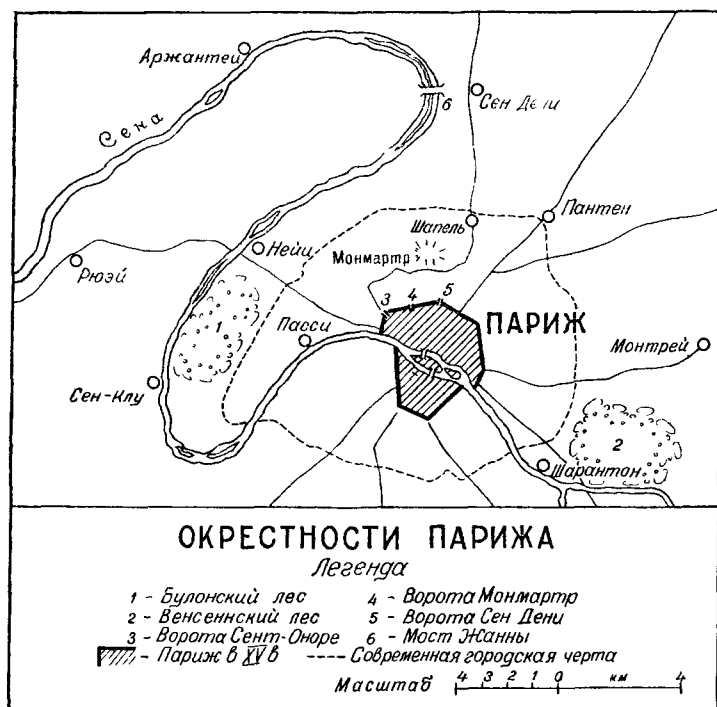 Аржантей
Сена
6
Сен Дени
Шапель
Пантен
Нейи
Монмартр
Рюэй
3 4 5
1
Пасси
ПАРИЖ
Монтрей
Сен-Клу
2
Шарантон
ОКРЕСТНОСТИ ПАРИЖА
Легенда
1 - Булонский лес
2 - Венсеннский лес
3 - Ворота Сент-Оноре
4 - Ворота Монмартр
5 - Ворота Сен Дени
6 - Мост Жанны
- Париж в XV в ---- Современная городская черта
Масштаб 4 3 2 1 0 км 4